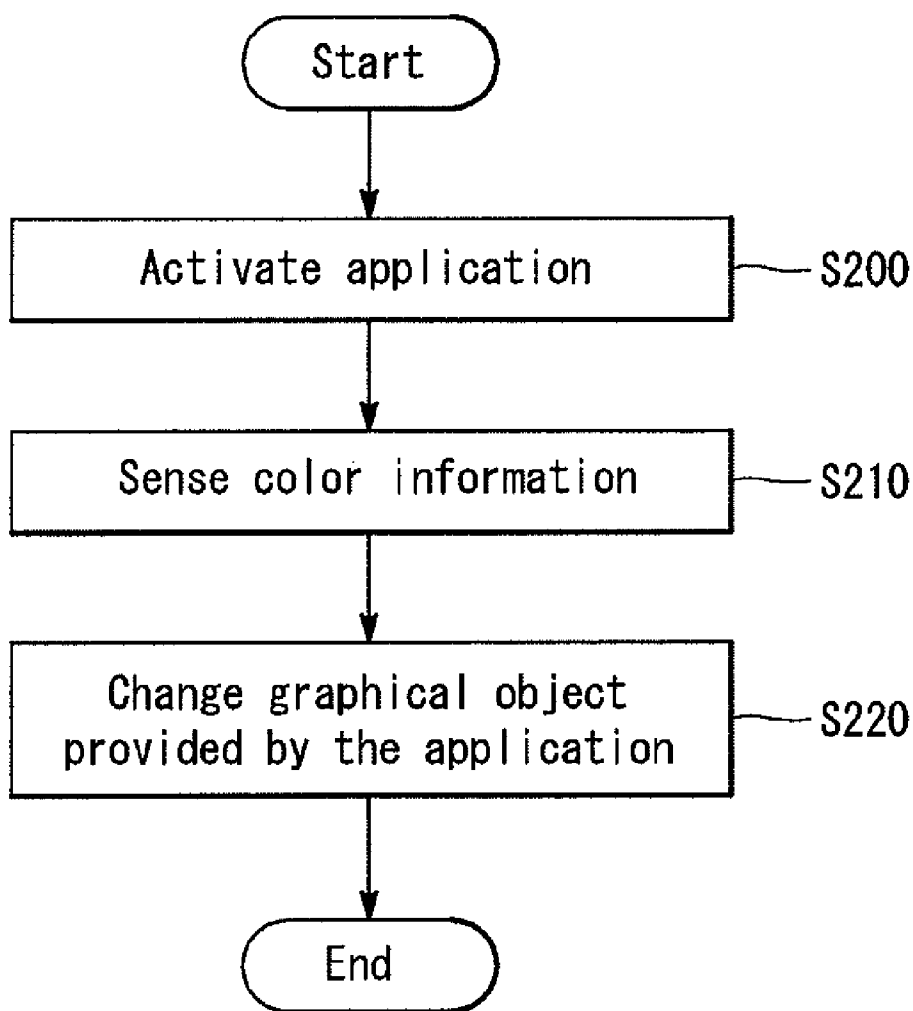 Start
Activate application
S200
Sense color information
S210
Change graphical object
provided by the application
S220
End